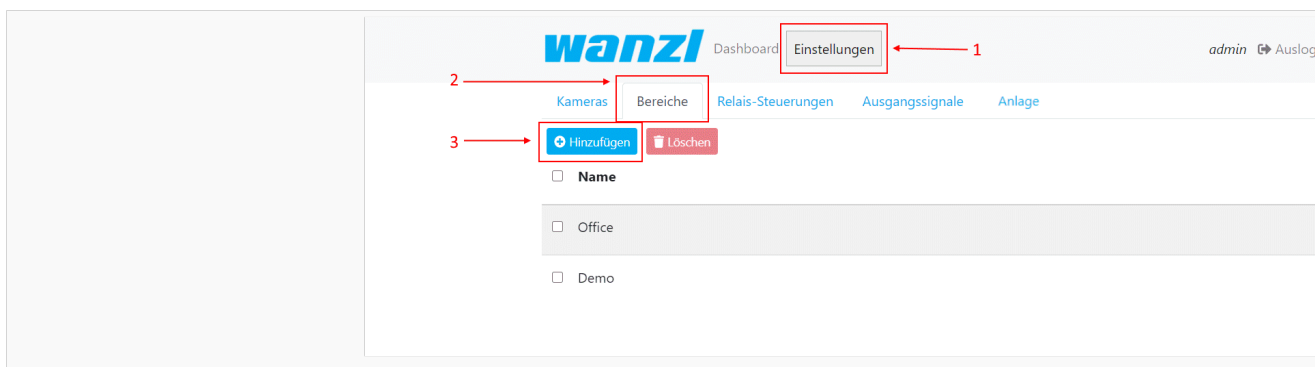 wanzl Dashboard Einstellungen 1 admin Auslog
2
Kameras Bereiche Relais-Steuerungen Ausgangssignale Anlage
3 Hinzufügen Löschen
Name
Office
Demo